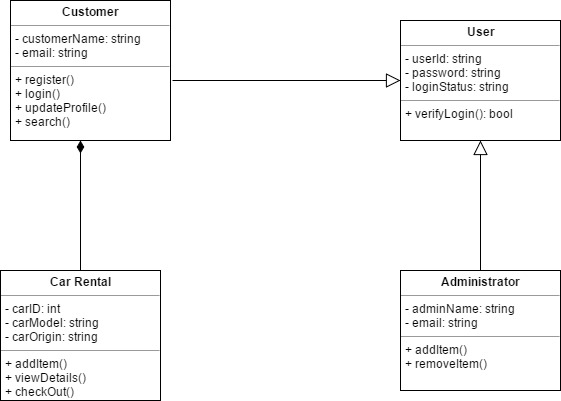 Customer
- customerName: string
- email: string
+ register()
+ login()
+ updateProfile()
+ search()
User
- userId: string
- password: string
- loginStatus: string
+ verifyLogin(): bool
Car Rental
- carID: int
- carModel: string
- carOrigin: string
+ addItem()
+ viewDetails()
+ checkOut()
Administrator
- adminName: string
- email: string
+ addItem()
+ removeItem()